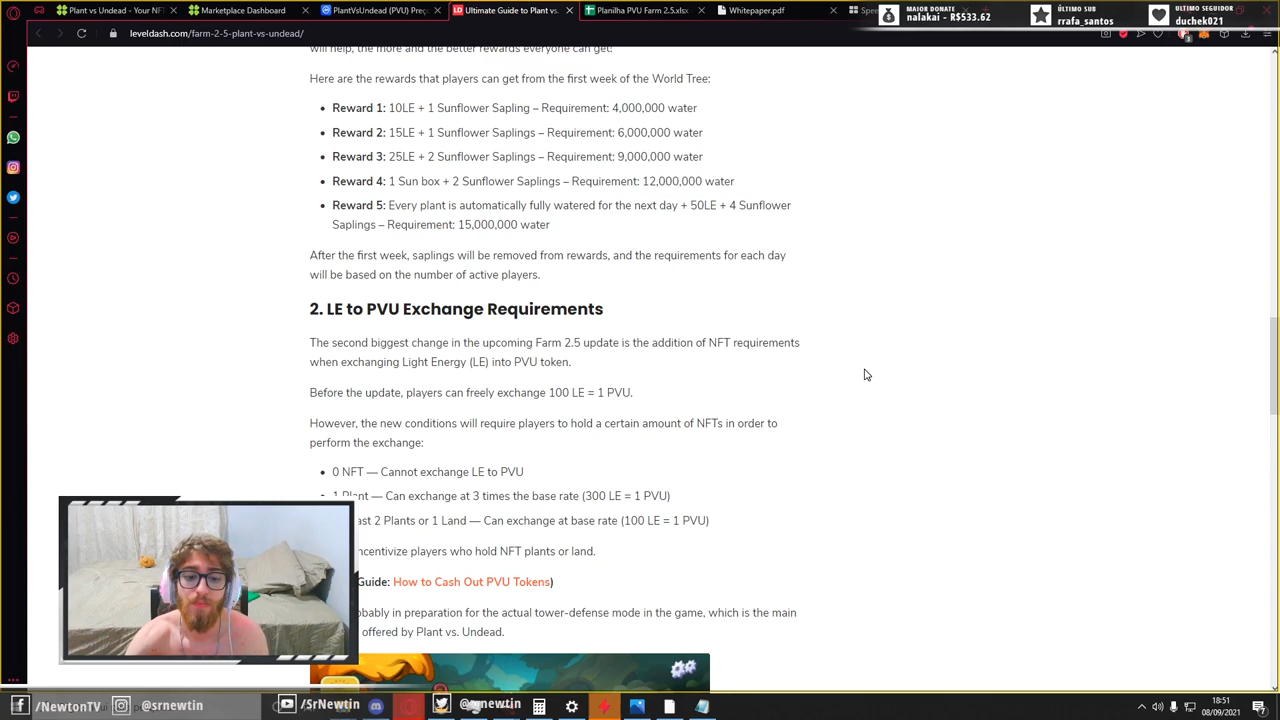 Plant vs Undead - Your NFT
Marketplace Dashboard
PlantVsUndead (PVU) Preç
Ultimate Guide to Plant vs.
Planilha PVU Farm 2.5.xlsx
Whitepaper.pdf
MAIOR DONATE
nalakai - R$533.62
ÚLTIMO SUB
rrafa_santos
ÚLTIMO SEGUIDOR
duchek021
leveldash.com/farm-2-5-plant-vs-undead/
will help, the more and the better rewards everyone can get!
Here are the rewards that players can get from the first week of the World Tree:
Reward 1: 10LE + 1 Sunflower Sapling – Requirement: 4,000,000 water
Reward 2: 15LE + 1 Sunflower Saplings – Requirement: 6,000,000 water
Reward 3: 25LE + 2 Sunflower Saplings – Requirement: 9,000,000 water
Reward 4: 1 Sun box + 2 Sunflower Saplings – Requirement: 12,000,000 water
Reward 5: Every plant is automatically fully watered for the next day + 50LE + 4 Sunflower
Saplings – Requirement: 15,000,000 water
After the first week, saplings will be removed from rewards, and the requirements for each day
will be based on the number of active players.
2. LE to PVU Exchange Requirements
The second biggest change in the upcoming Farm 2.5 update is the addition of NFT requirements
when exchanging Light Energy (LE) into PVU token.
Before the update, players can freely exchange 100 LE = 1 PVU.
However, the new conditions will require players to hold a certain amount of NFTs in order to
perform the exchange:
0 NFT — Cannot exchange LE to PVU
1 Plant — Can exchange at 3 times the base rate (300 LE = 1 PVU)
ast 2 Plants or 1 Land — Can exchange at base rate (100 LE = 1 PVU)
ncentivize players who hold NFT plants or land.
Guide: How to Cash Out PVU Tokens)
obably in preparation for the actual tower-defense mode in the game, which is the main
offered by Plant vs. Undead.
/NewtonTV
@srnewtin
/SrNewtin
@nrnewtin
18:51
08/09/2021